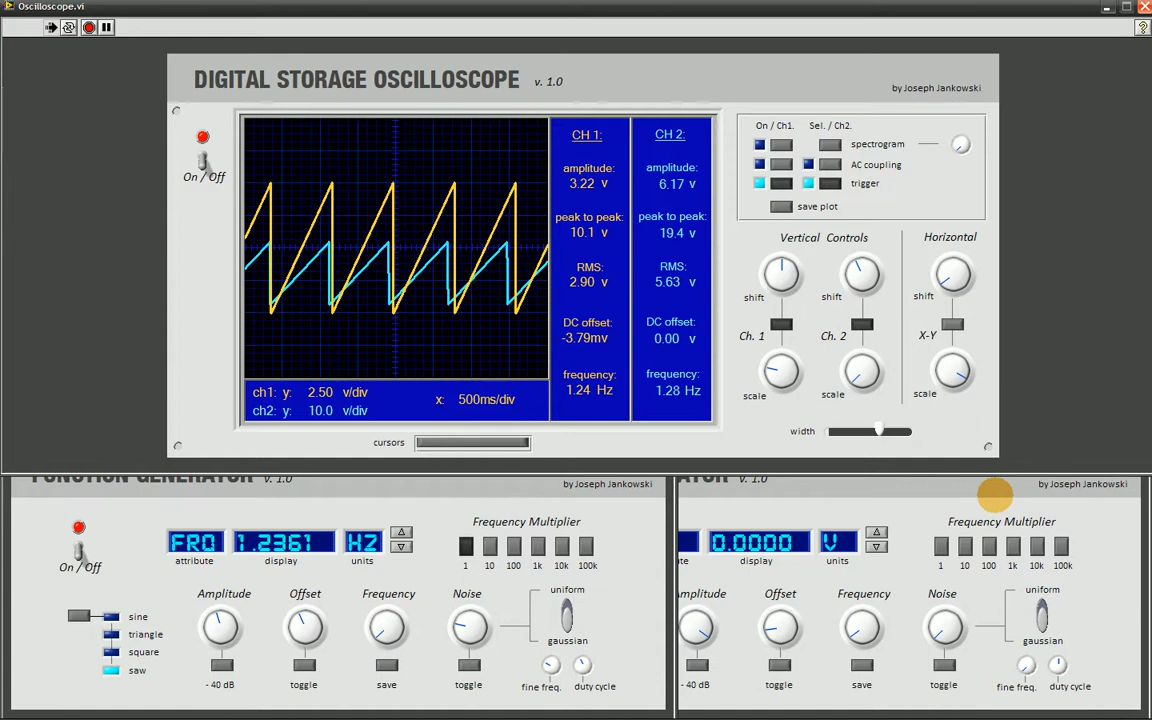 Oscilloscope.vi
?
DIGITAL STORAGE OSCILLOSCOPE v. 1.0
by Joseph Jankowski
On / Off
CH 1:
amplitude:
3.22 v
peak to peak:
10.1 v
RMS:
2.90 v
DC offset:
-3.79mv
frequency:
1.24 Hz
CH 2:
amplitude:
6.17 v
peak to peak:
19.4 v
RMS:
5.63 v
DC offset:
0.00 v
frequency:
1.28 Hz
ch1: y: 2.50 v/div
ch2: y: 10.0 v/div
x: 500ms/div
cursors
On / Ch1. Sel. / Ch2.
spectrogram
AC coupling
trigger
save plot
Vertical Controls
Horizontal
shift shift shift
Ch. 1 Ch. 2 X-Y
scale scale scale
width
FUNCTION GENERATOR v. 1.0
by Joseph Jankowski
On / Off
FRQ 1.2361 HZ
attribute display units
Frequency Multiplier
1 10 100 1k 10k 100k
Amplitude Offset Frequency Noise
uniform
gaussian
sine
triangle
square
saw
- 40 dB toggle save toggle
fine freq. duty cycle
ATOR v. 1.0
by Joseph Jankowski
0.0000 V
ute display units
Frequency Multiplier
1 10 100 1k 10k 100k
Amplitude Offset Frequency Noise
uniform
gaussian
- 40 dB toggle save toggle
fine freq. duty cycle